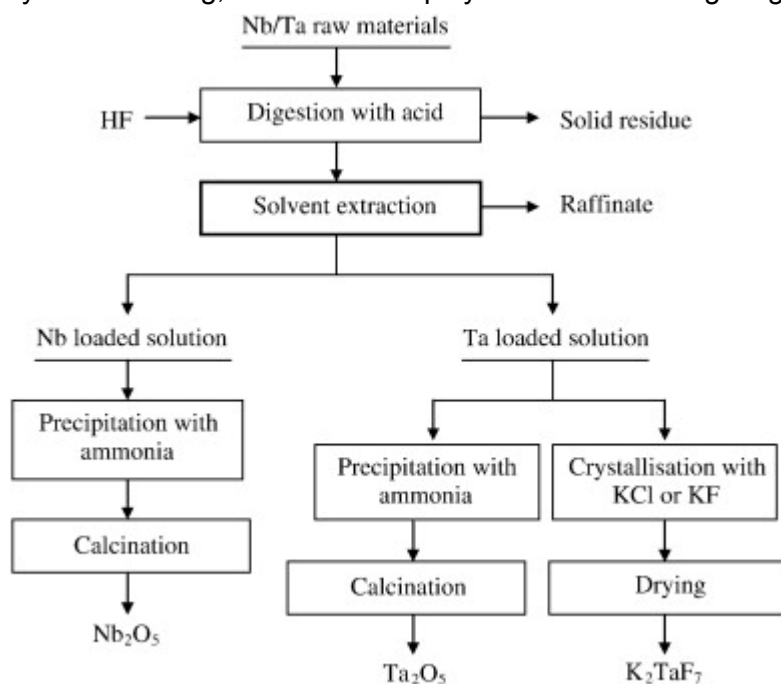 Nb/Ta raw materials
HF
Digestion with acid
Solid residue
Solvent extraction
Raffinate
Nb loaded solution
Ta loaded solution
Precipitation with
ammonia
Precipitation with
ammonia
Crystallisation with
KCl or KF
Calcination
Calcination
Drying
Nb₂O₅
Ta₂O₅
K₂TaF₇